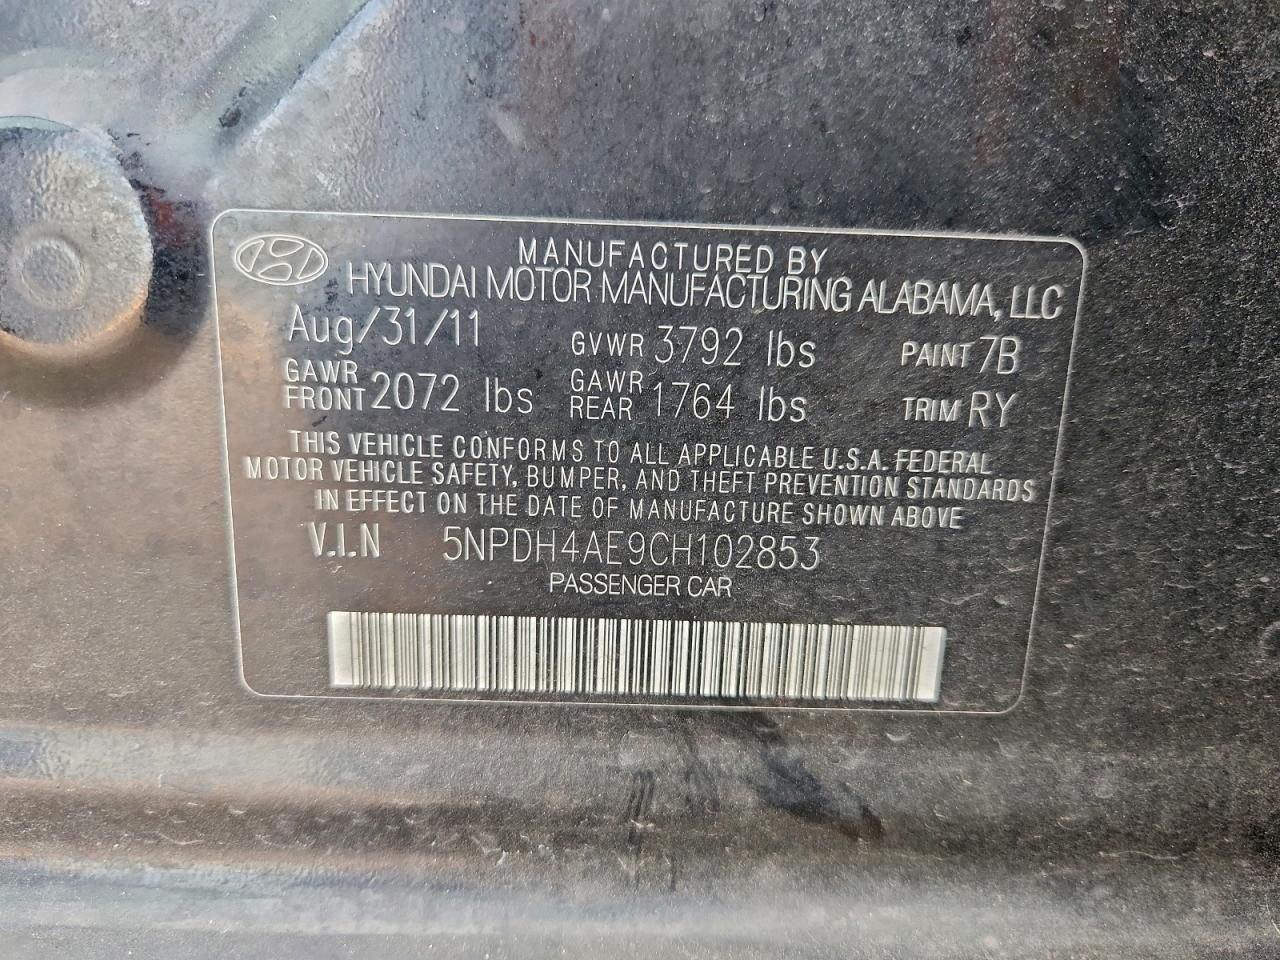 MANUFACTURED BY
HYUNDAI MOTOR MANUFACTURING ALABAMA, LLC
Aug/31/11 GVWR 3792 lbs PAINT 7B
GAWR FRONT 2072 lbs GAWR REAR 1764 lbs TRIM RY
THIS VEHICLE CONFORMS TO ALL APPLICABLE U.S.A. FEDERAL
MOTOR VEHICLE SAFETY, BUMPER, AND THEFT PREVENTION STANDARDS
IN EFFECT ON THE DATE OF MANUFACTURE SHOWN ABOVE
V.I.N 5NPDH4AE9CH102853
PASSENGER CAR